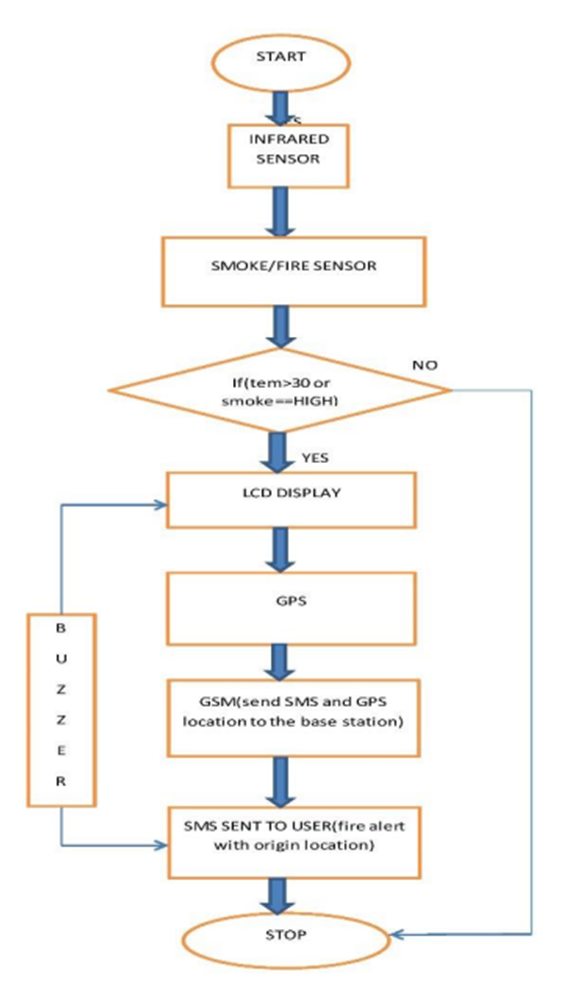 START
ES
INFRARED
SENSOR
SMOKE/FIRE SENSOR
NO
If(tem>30 or
smoke==HIGH)
YES
LCD DISPLAY
GPS
B
U
Z
Z
E
R
GSM(send SMS and GPS
location to the base station)
SMS SENT TO USER(fire alert
with origin location)
STOP